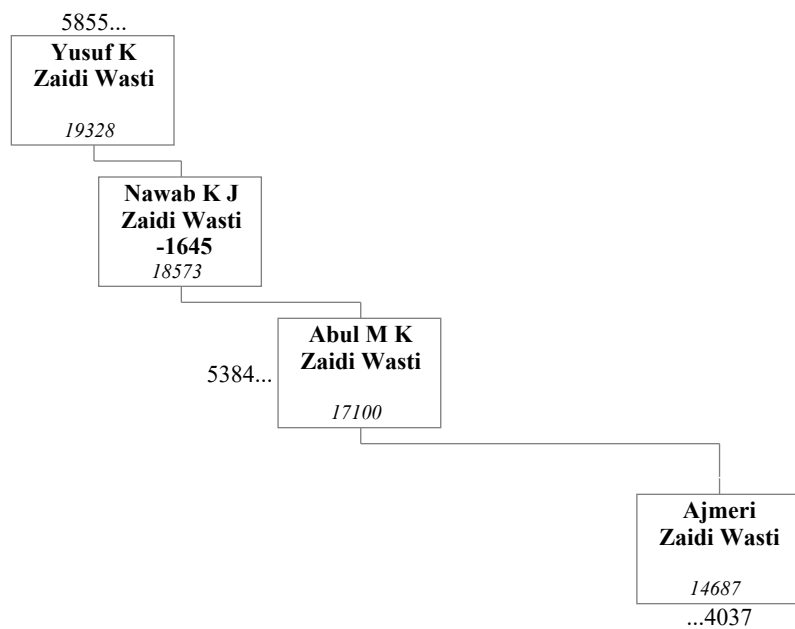 5855...
Yusuf K
Zaidi Wasti
19328
Nawab K J
Zaidi Wasti
-1645
18573
Abul M K
Zaidi Wasti
5384...
17100
Ajmeri
Zaidi Wasti
14687
...4037